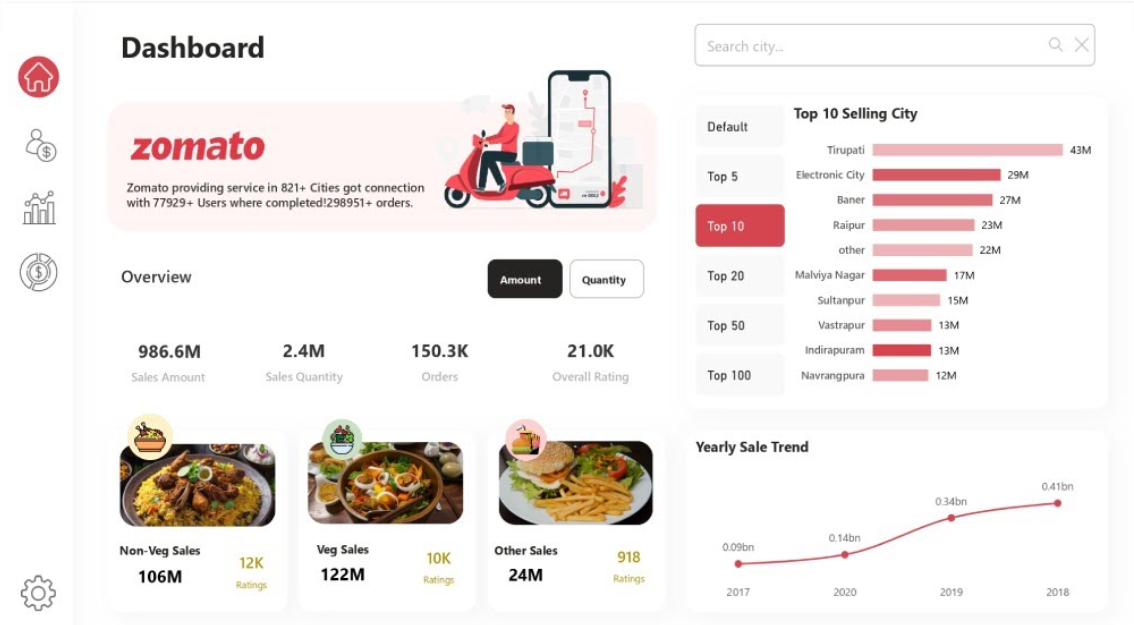 Dashboard
Search city...
zomato
Zomato providing service in 821+ Cities got connection
with 77929+ Users where completed!298951+ orders.
Overview
Amount
Quantity
986.6M
Sales Amount
2.4M
Sales Quantity
150.3K
Orders
21.0K
Overall Rating
Non-Veg Sales
106M
12K
Ratings
Veg Sales
122M
10K
Ratings
Other Sales
24M
918
Ratings
Default
Top 5
Top 10
Top 20
Top 50
Top 100
Top 10 Selling City
Tirupati 43M
Electronic City 29M
Baner 27M
Raipur 23M
other 22M
Malviya Nagar 17M
Sultanpur 15M
Vastrapur 13M
Indirapuram 13M
Navrangpura 12M
Yearly Sale Trend
0.09bn
0.14bn
0.34bn
0.41bn
2017 2020 2019 2018